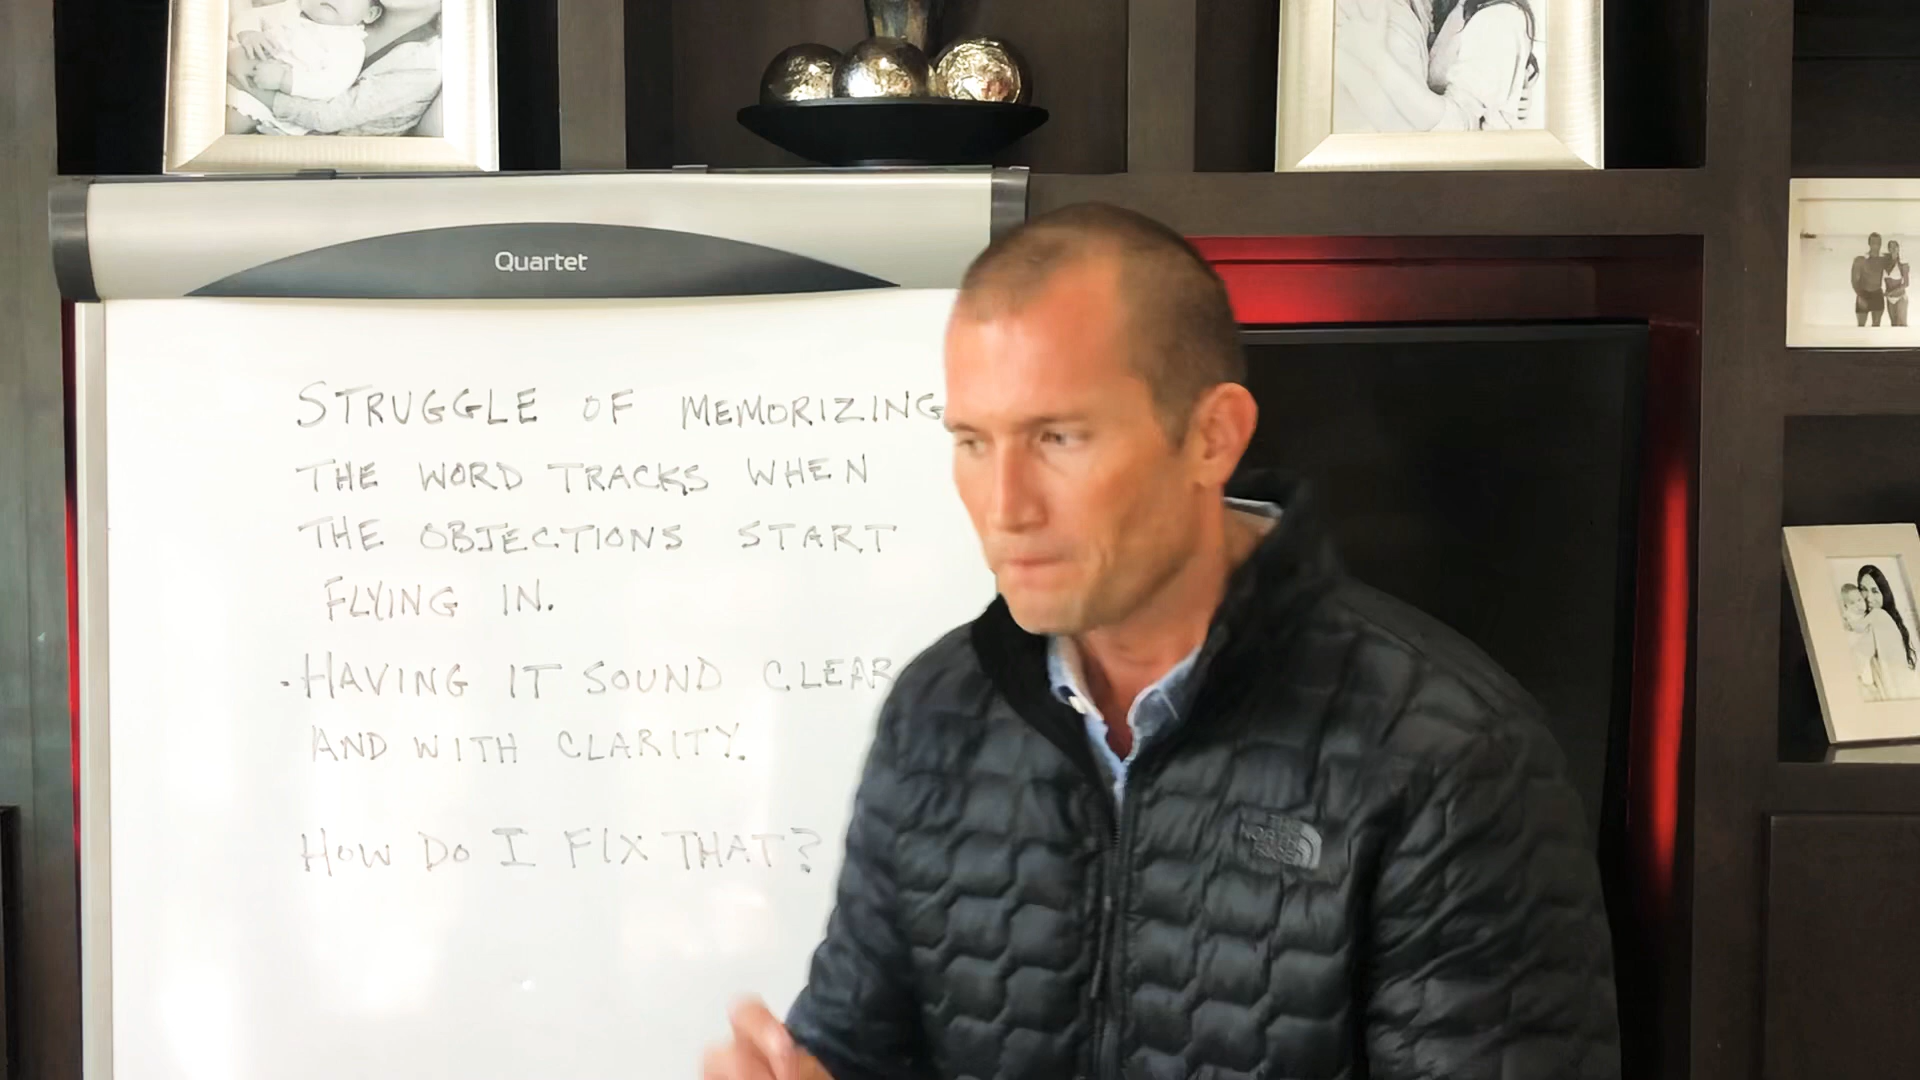 Quartet
STRUGGLE OF MEMORIZING
THE WORD TRACKS WHEN
THE OBJECTIONS START
FLYING IN.
• HAVING IT SOUND CLEAR
AND WITH CLARITY.
HOW DO I FIX THAT?
THE
NORTH
FACE